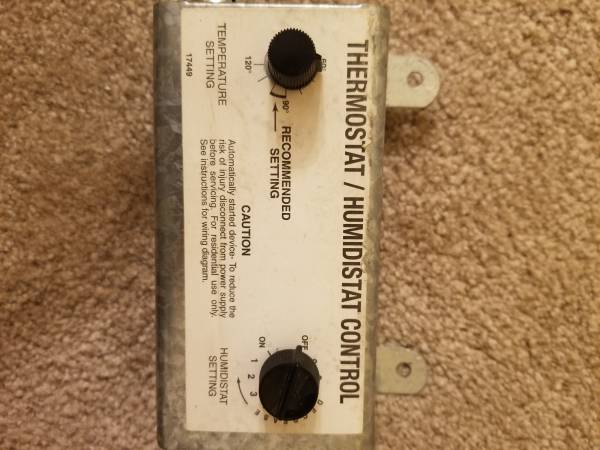 THERMOSTAT / HUMIDISTAT CONTROL
60°
90°
120°
RECOMMENDED
SETTING
TEMPERATURE
SETTING
17449
CAUTION
Automatically started device- To reduce the
risk of injury disconnect from power supply
before servicing. For residential use only.
See instructions for wiring diagram.
OFF
ON
1
2
3
HUMIDISTAT
SETTING